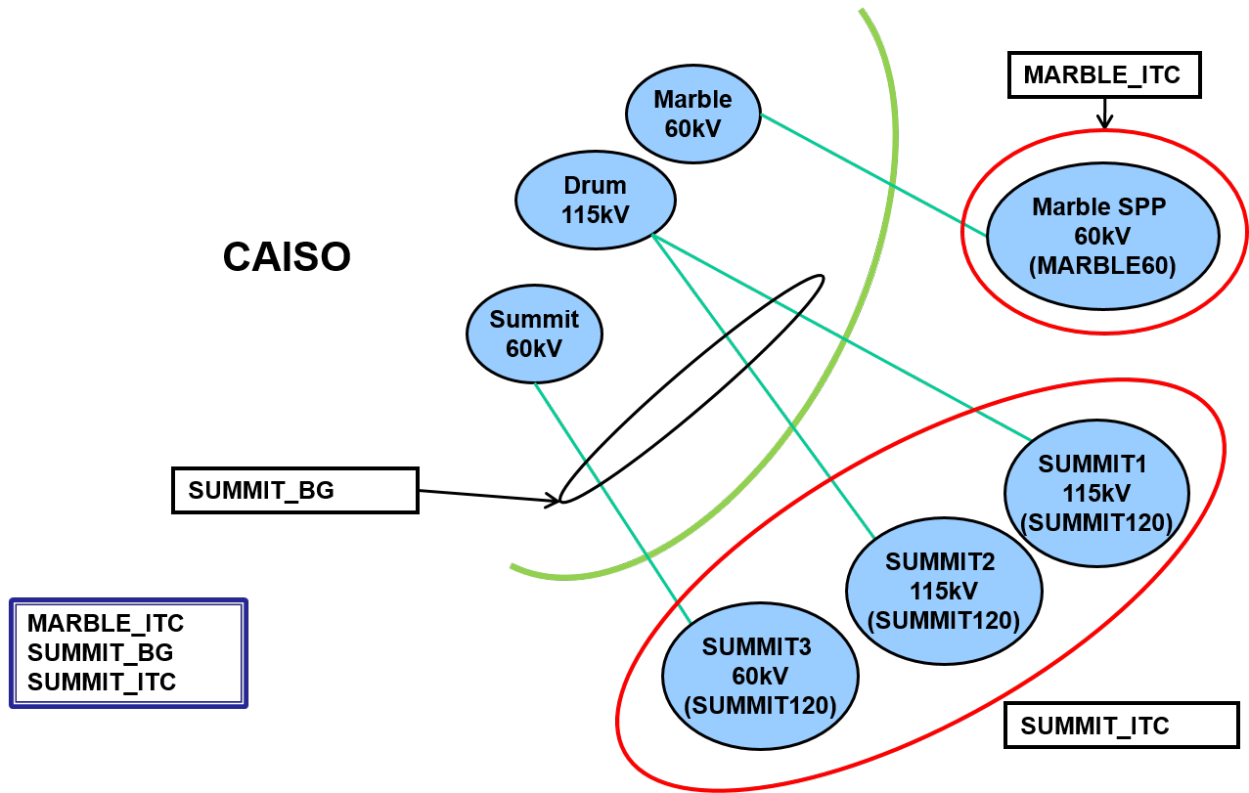 Marble
60kV
MARBLE_ITC
Drum
115kV
Marble SPP
60kV
(MARBLE60)
CAISO
Summit
60kV
SUMMIT1
115kV
(SUMMIT120)
SUMMIT_BG
SUMMIT2
115kV
(SUMMIT120)
MARBLE_ITC
SUMMIT_BG
SUMMIT_ITC
SUMMIT3
60kV
(SUMMIT120)
SUMMIT_ITC